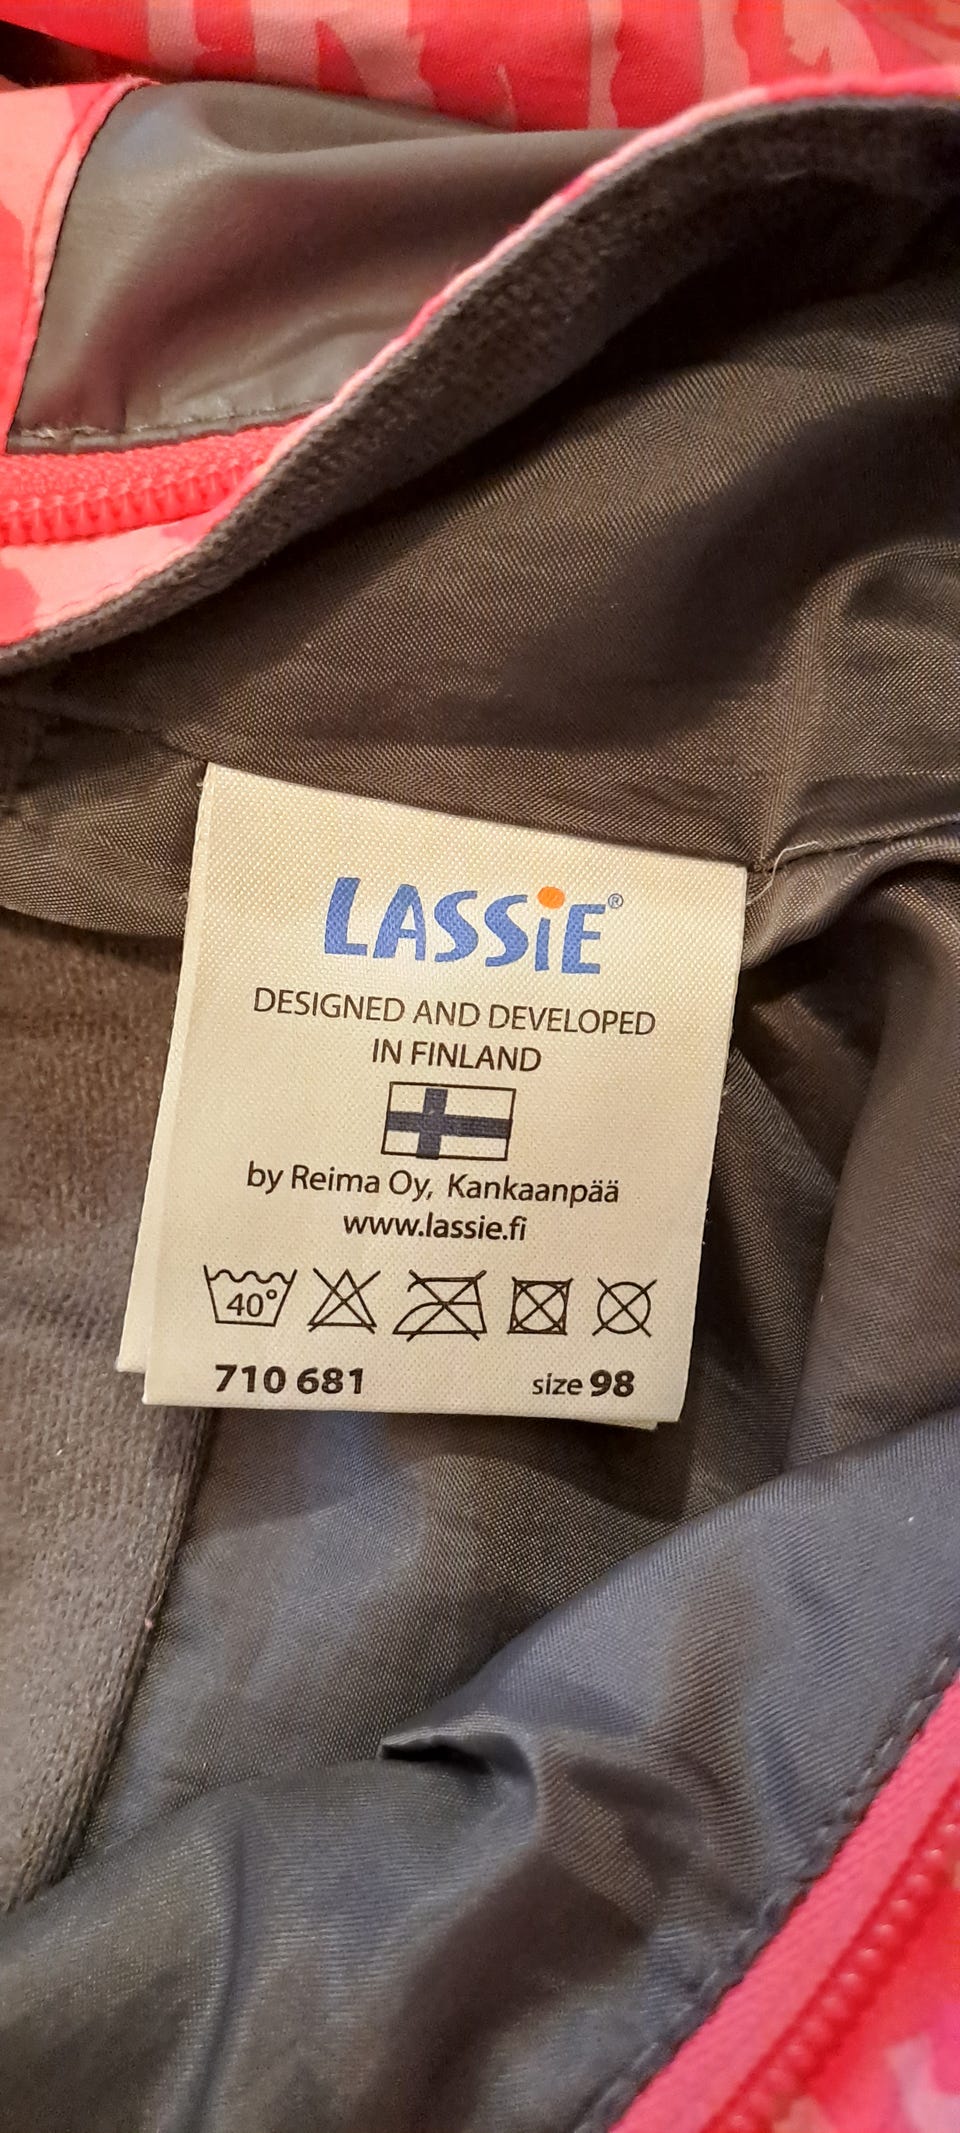 LASSiE®
DESIGNED AND DEVELOPED
IN FINLAND
by Reima Oy, Kankaanpää
www.lassie.fi
40°
710 681 size 98